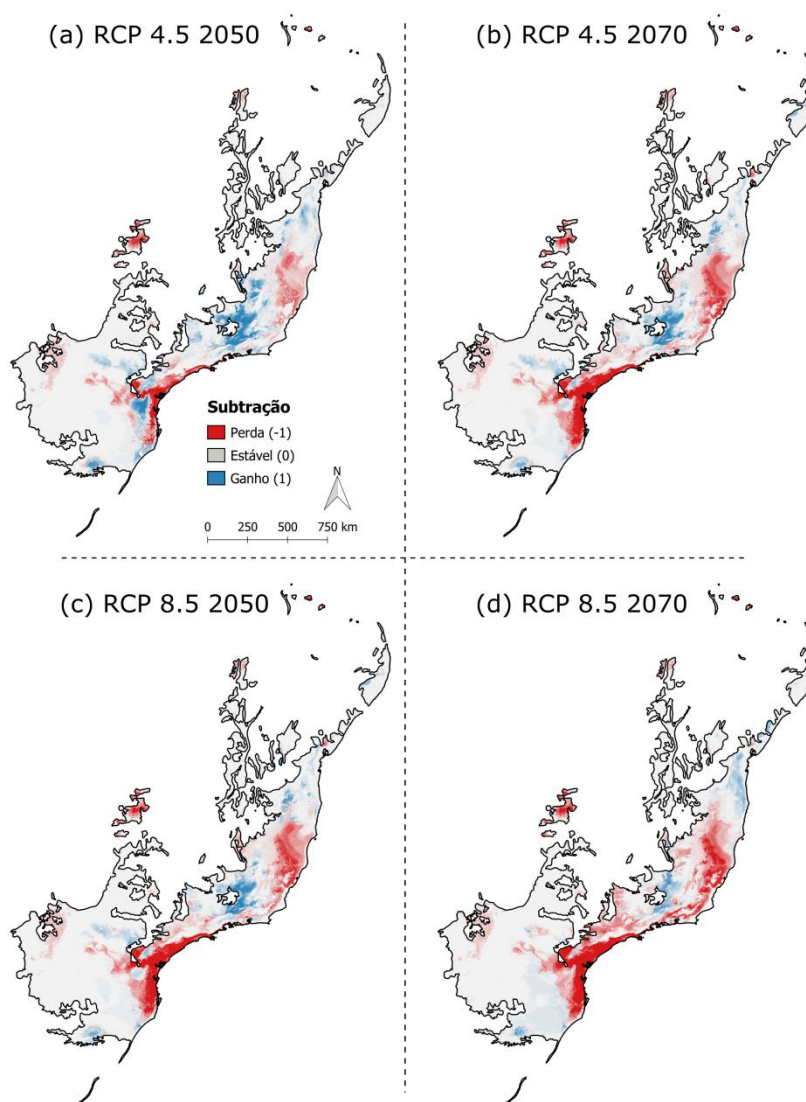 (a) RCP 4.5 2050
(b) RCP 4.5 2070
Subtração
Perda (-1)
Estável (0)
Ganho (1)
N
0 250 500 750 km
(c) RCP 8.5 2050
(d) RCP 8.5 2070